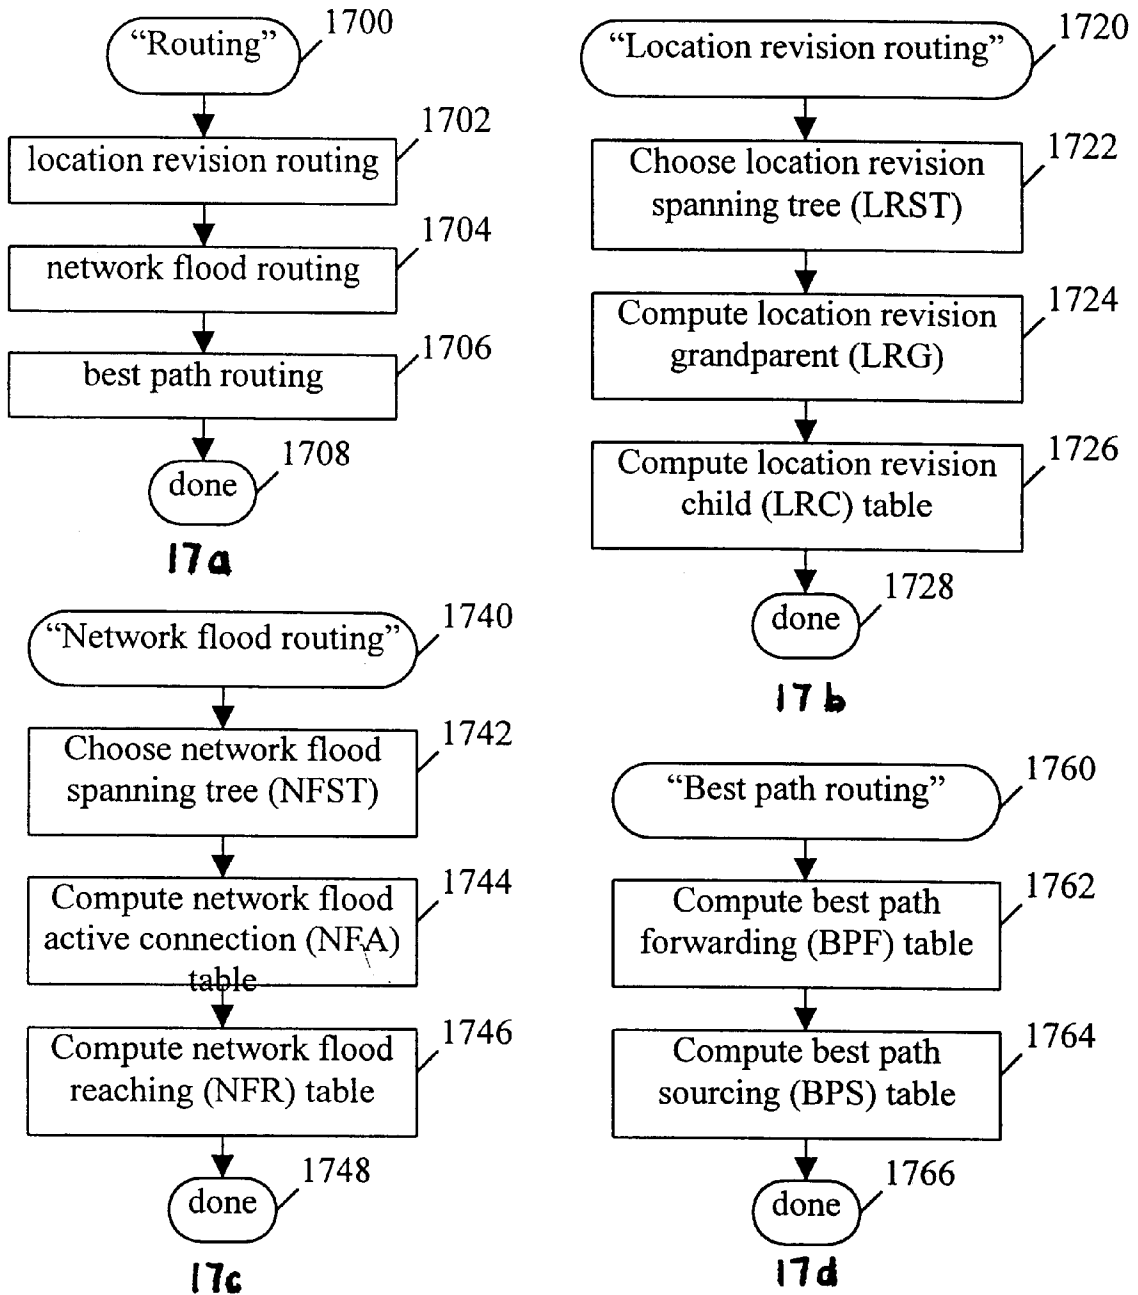 “Routing”
1700
location revision routing
1702
network flood routing
1704
best path routing
1706
done
1708
17a
“Location revision routing”
1720
Choose location revision
spanning tree (LRST)
1722
Compute location revision
grandparent (LRG)
1724
Compute location revision
child (LRC) table
1726
done
1728
17b
“Network flood routing”
1740
Choose network flood
spanning tree (NFST)
1742
Compute network flood
active connection (NFA)
table
1744
Compute network flood
reaching (NFR) table
1746
done
1748
17c
“Best path routing”
1760
Compute best path
forwarding (BPF) table
1762
Compute best path
sourcing (BPS) table
1764
done
1766
17d